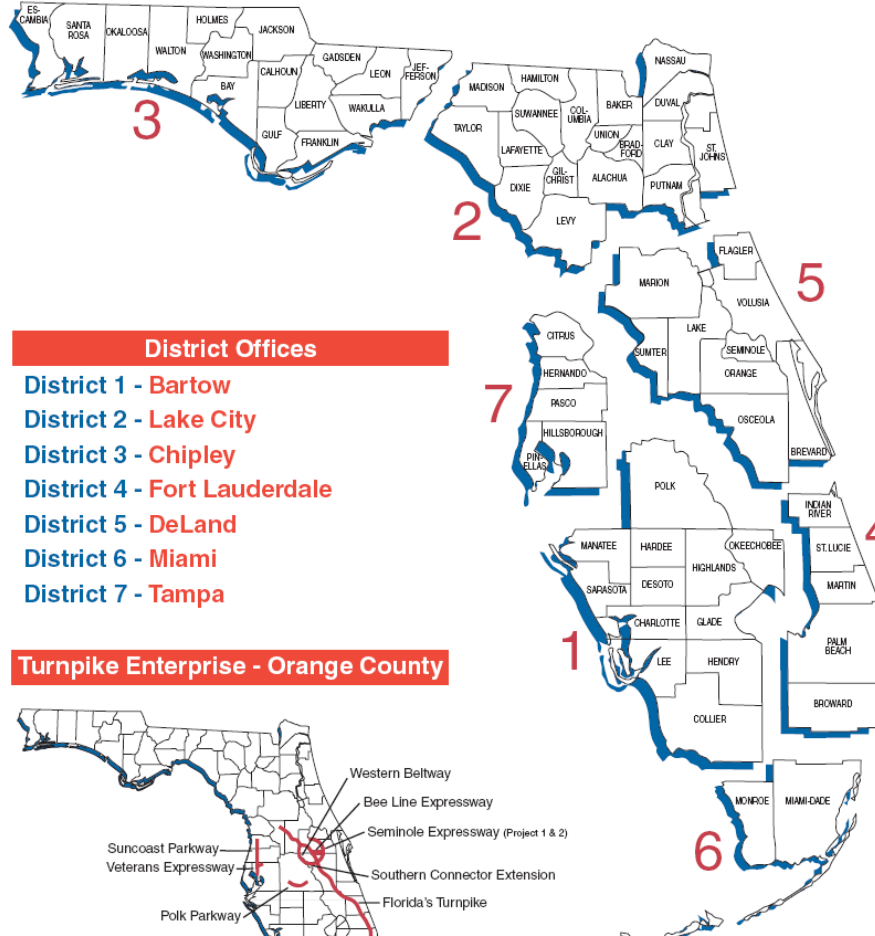 ES-
CAMBIA
SANTA
ROSA
OKALOOSA
WALTON
HOLMES
WASHINGTON
JACKSON
BAY
CALHOUN
GULF
LIBERTY
GADSDEN
LEON
WAKULLA
FRANKLIN
JEF-
FERSON
3
MADISON
HAMILTON
TAYLOR
LAFAYETTE
SUWANNEE
COL-
UMBIA
BAKER
NASSAU
DUVAL
UNION
BRAD-
FORD
CLAY
ST.
JOHNS
DIXIE
GIL-
CHRIST
ALACHUA
PUTNAM
LEVY
2
MARION
FLAGLER
VOLUSIA
LAKE
SUMTER
SEMINOLE
ORANGE
OSCEOLA
BREVARD
5
CITRUS
HERNANDO
PASCO
HILLSBOROUGH
PIN-
ELLAS
7
District Offices
District 1 - Bartow
District 2 - Lake City
District 3 - Chipley
District 4 - Fort Lauderdale
District 5 - DeLand
District 6 - Miami
District 7 - Tampa
POLK
MANATEE
HARDEE
OKEECHOBEE
HIGHLANDS
SARASOTA
DESOTO
CHARLOTTE
GLADE
LEE
HENDRY
COLLIER
1
INDIAN
RIVER
ST. LUCIE
MARTIN
PALM
BEACH
BROWARD
4
MONROE
MIAMI-DADE
6
Turnpike Enterprise - Orange County
Western Beltway
Bee Line Expressway
Seminole Expressway (Project 1 & 2)
Suncoast Parkway
Veterans Expressway
Southern Connector Extension
Polk Parkway
Florida's Turnpike